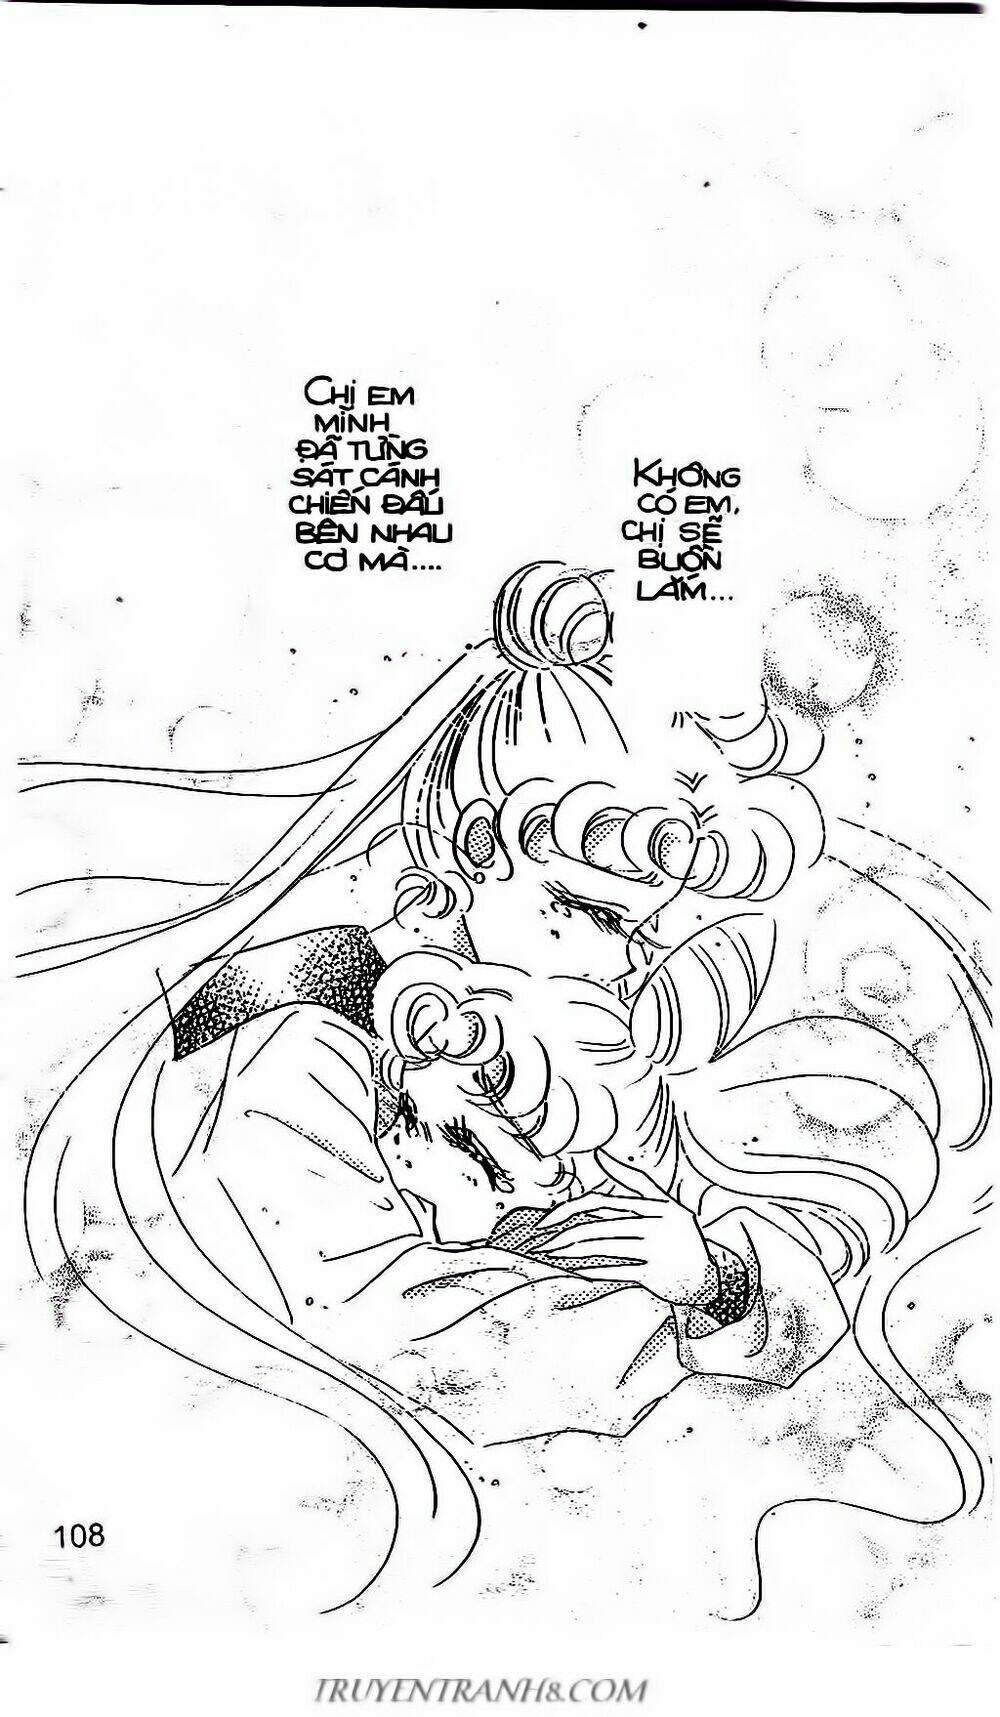 CHỊ EM
MÌNH
ĐÃ TỪNG
SÁT CÁNH
CHIẾN ĐẤU
BÊN NHAU
CƠ MÀ....
KHÔNG
CÓ EM,
CHỊ SẼ
BUỒN
LẮM...
108
TRUYENTRANH8.COM